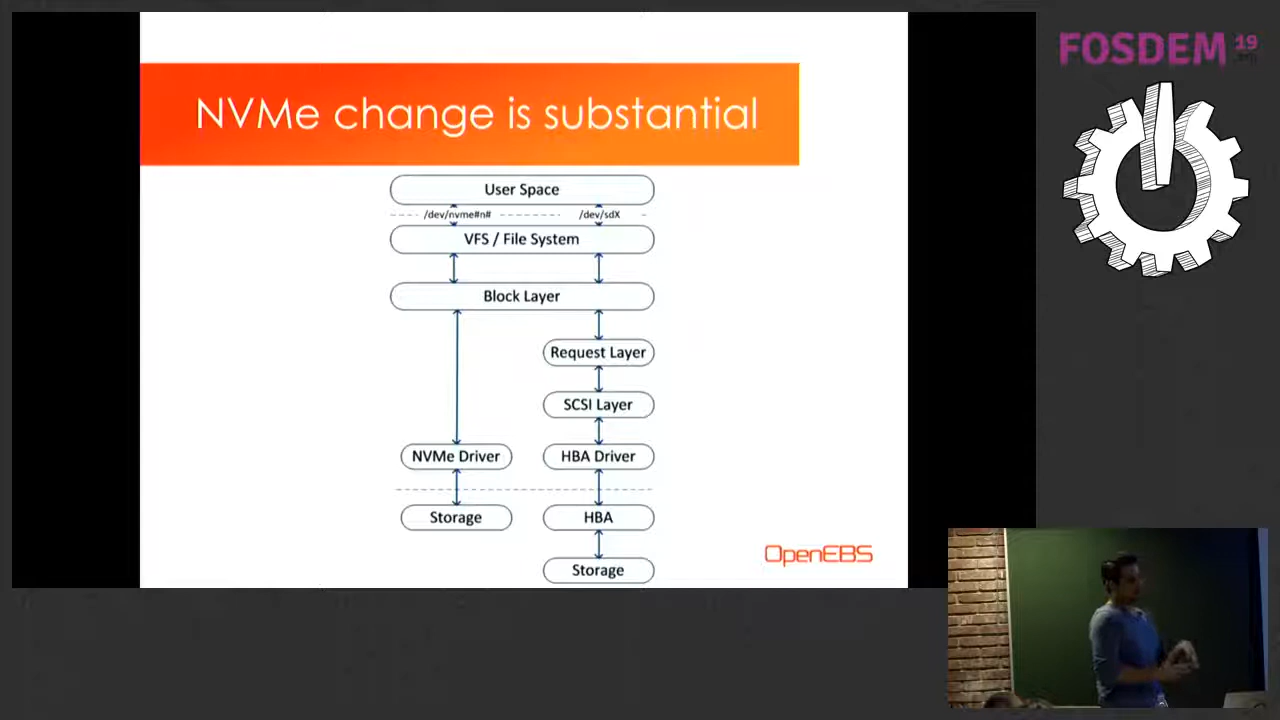 FOSDEM 19
.org
NVMe change is substantial
User Space
/dev/nvme#n# /dev/sdX
VFS / File System
Block Layer
Request Layer
SCSI Layer
NVMe Driver HBA Driver
Storage HBA
OpenEBS
Storage